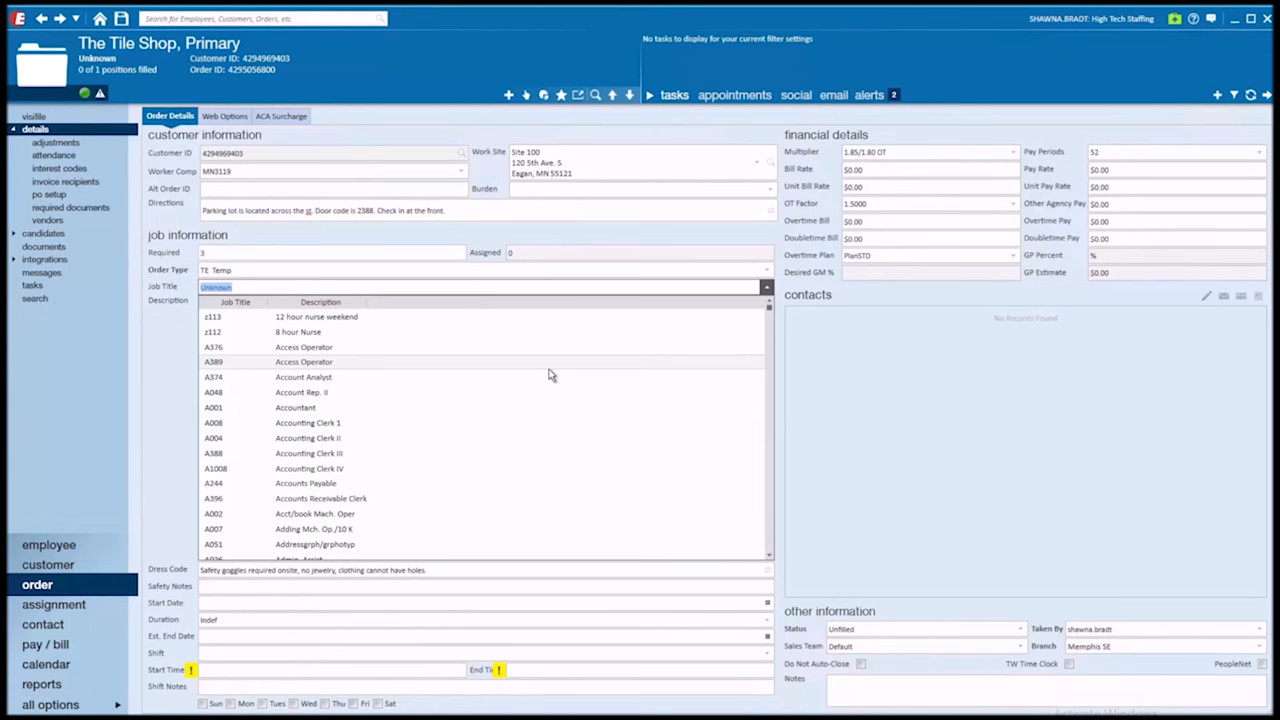 Search for Employees, Customers, Orders, etc.
SHAWNA.BRADT: High Tech Staffing
The Tile Shop, Primary
Unknown
Customer ID: 4294969403
0 of 1 positions filled
Order ID: 4295056800
No tasks to display for your current filter settings
tasks appointments social email alerts 2
visifile
details
adjustments
attendance
interest codes
invoice recipients
po setup
required documents
vendors
candidates
documents
integrations
messages
tasks
search
employee
customer
order
assignment
contact
pay / bill
calendar
reports
all options
Order Details Web Options ACA Surcharge
customer information
Customer ID 4294969403
Work Site Site 100
120 5th Ave. S
Eagan, MN 55121
Worker Comp MN3119
Alt Order ID
Burden
Directions Parking lot is located across the st. Door code is 2388. Check in at the front.
job information
Required 3 Assigned 0
Order Type TE Temp
Job Title Unknown
Description
Job Title Description
z113 12 hour nurse weekend
z112 8 hour Nurse
A376 Access Operator
A389 Access Operator
A374 Account Analyst
A048 Account Rep. II
A001 Accountant
A008 Accounting Clerk 1
A004 Accounting Clerk II
A388 Accounting Clerk III
A1008 Accounting Clerk IV
A244 Accounts Payable
A396 Accounts Receivable Clerk
A002 Acct/book Mach. Oper
A007 Adding Mch. Op./10 K
A051 Addressgrph/grphotyp
Dress Code Safety goggles required onsite, no jewelry, clothing cannot have holes.
Safety Notes
Start Date
Duration Indef
Est. End Date
Shift
Start Time ! End Ti !
Shift Notes
Sun Mon Tues Wed Thu Fri Sat
financial details
Multiplier 1.85/1.80 OT Pay Periods 52
Bill Rate $0.00 Pay Rate $0.00
Unit Bill Rate $0.00 Unit Pay Rate $0.00
OT Factor 1.5000 Other Agency Pay $0.00
Overtime Bill $0.00 Overtime Pay $0.00
Doubletime Bill $0.00 Doubletime Pay $0.00
Overtime Plan PlanSTD GP Percent %
Desired GM % GP Estimate $0.00
contacts
No Records Found
other information
Status Unfilled Taken By shawna.bradt
Sales Team Default Branch Memphis SE
Do Not Auto-Close TW Time Clock PeopleNet
Notes